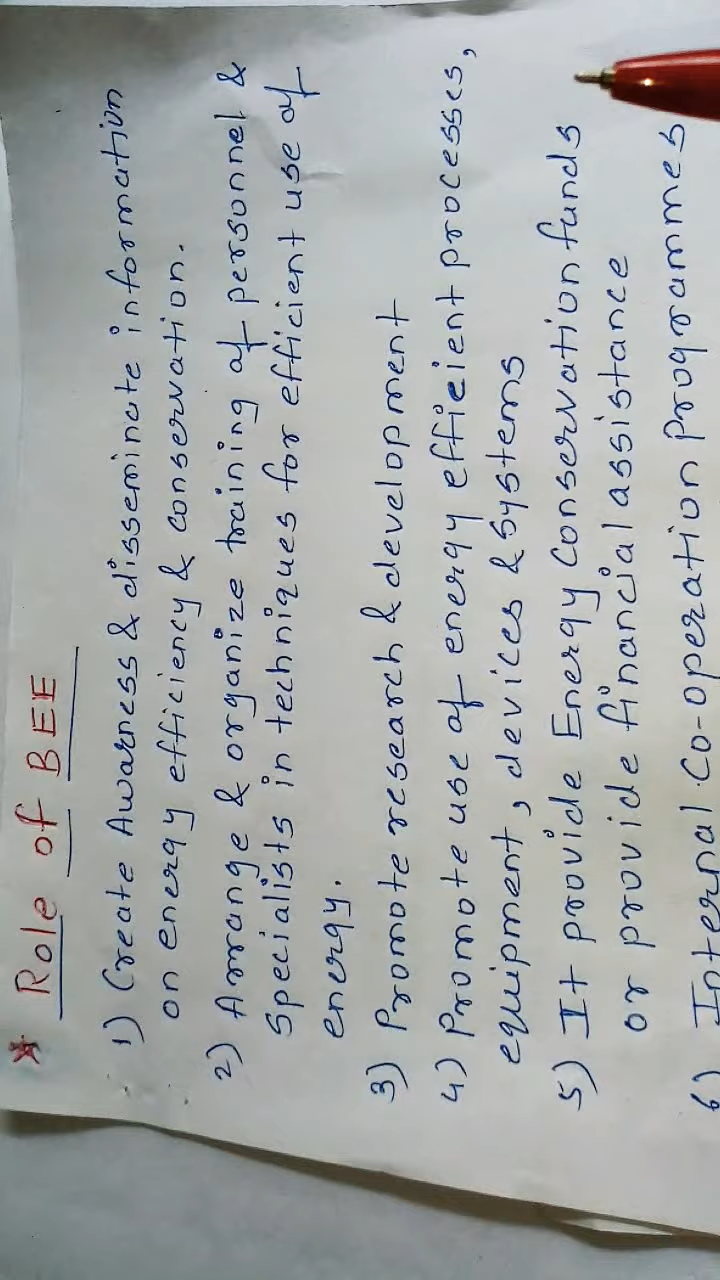 * Role of BEE
1) Create Awarness & disseminate information
on energy efficiency & conservation.
2) Arrange & organize training of personnel &
Specialists in techniques for efficient use of
energy.
3) Promote research & development
4) Promote use of energy efficient processes,
equipment, devices & systems
5) It provide Energy Conservation funds
or provide financial assistance
6) Internal Co-operation Programmes